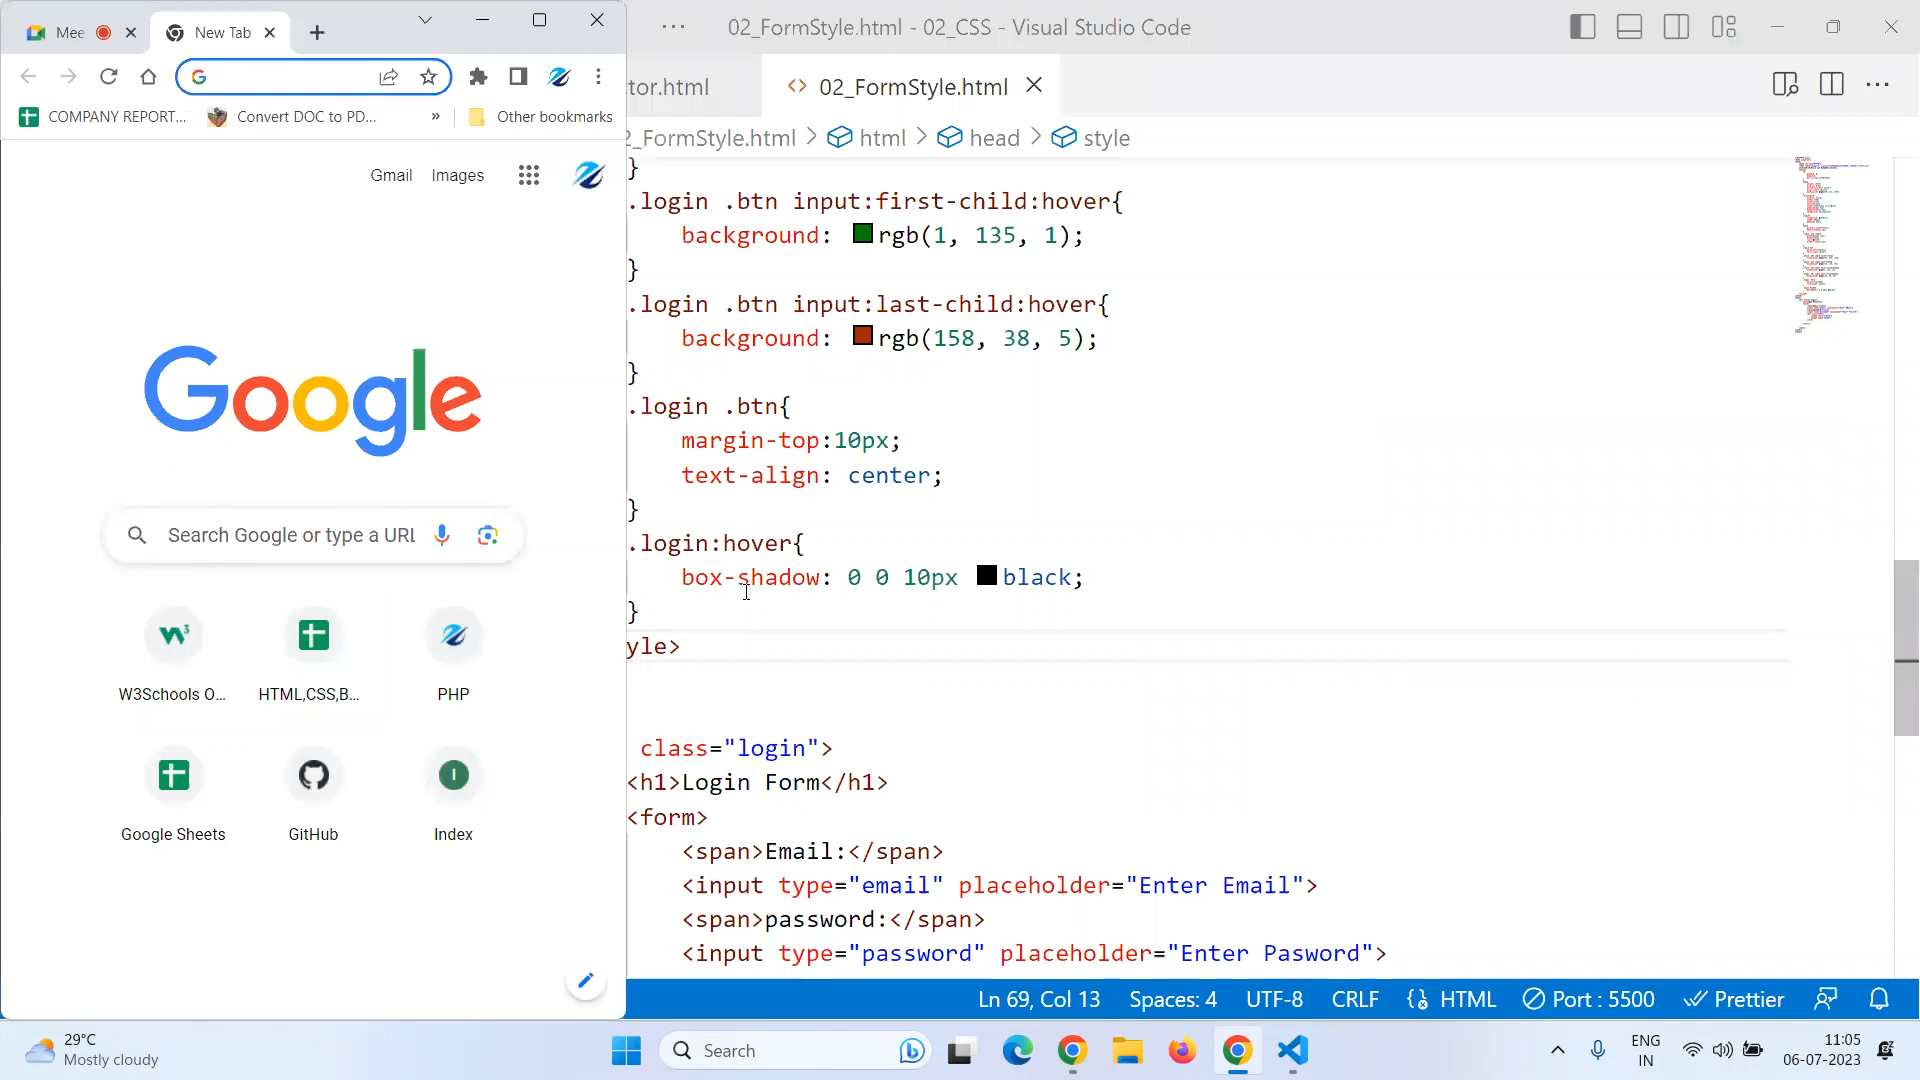 Mee
New Tab
COMPANY REPORT...
Convert DOC to PD...
»
Other bookmarks
Gmail
Images
Google
Search Google or type a URL
W3Schools O...
HTML,CSS,B...
PHP
Google Sheets
GitHub
I
Index
02_FormStyle.html - 02_CSS - Visual Studio Code
tor.html
02_FormStyle.html
2_FormStyle.html > html > head > style
}
.login .btn input:first-child:hover{
background: rgb(1, 135, 1);
}
.login .btn input:last-child:hover{
background: rgb(158, 38, 5);
}
.login .btn{
margin-top:10px;
text-align: center;
}
.login:hover{
box-shadow: 0 0 10px black;
}
yle>
class="login">
<h1>Login Form</h1>
<form>
<span>Email:</span>
<input type="email" placeholder="Enter Email">
<span>password:</span>
<input type="password" placeholder="Enter Pasword">
Ln 69, Col 13
Spaces: 4
UTF-8
CRLF
HTML
Port : 5500
Prettier
29°C
Mostly cloudy
Search
ENG
IN
11:05
06-07-2023